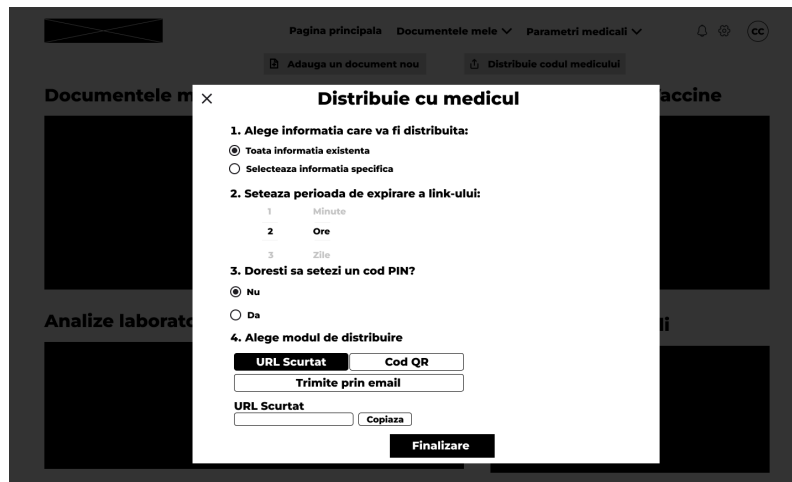 Pagina principala Documentele mele Parametri medicali CC
Adauga un document nou Distribuie codul medicului
Documentele m
accine
Distribuie cu medicul
1. Alege informatia care va fi distribuita:
Toata informatia existenta
Selecteaza informatia specifica
2. Seteaza perioada de expirare a link-ului:
1 Minute
2 Ore
3 Zile
3. Doresti sa setezi un cod PIN?
Nu
Da
Analize laborato
li
4. Alege modul de distribuire
URL Scurtat Cod QR
Trimite prin email
URL Scurtat
Copiaza
Finalizare